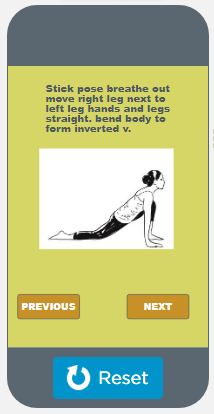 Stick pose breathe out
move right leg next to
left leg hands and legs
straight. bend body to
form inverted v.
PREVIOUS
NEXT
Reset